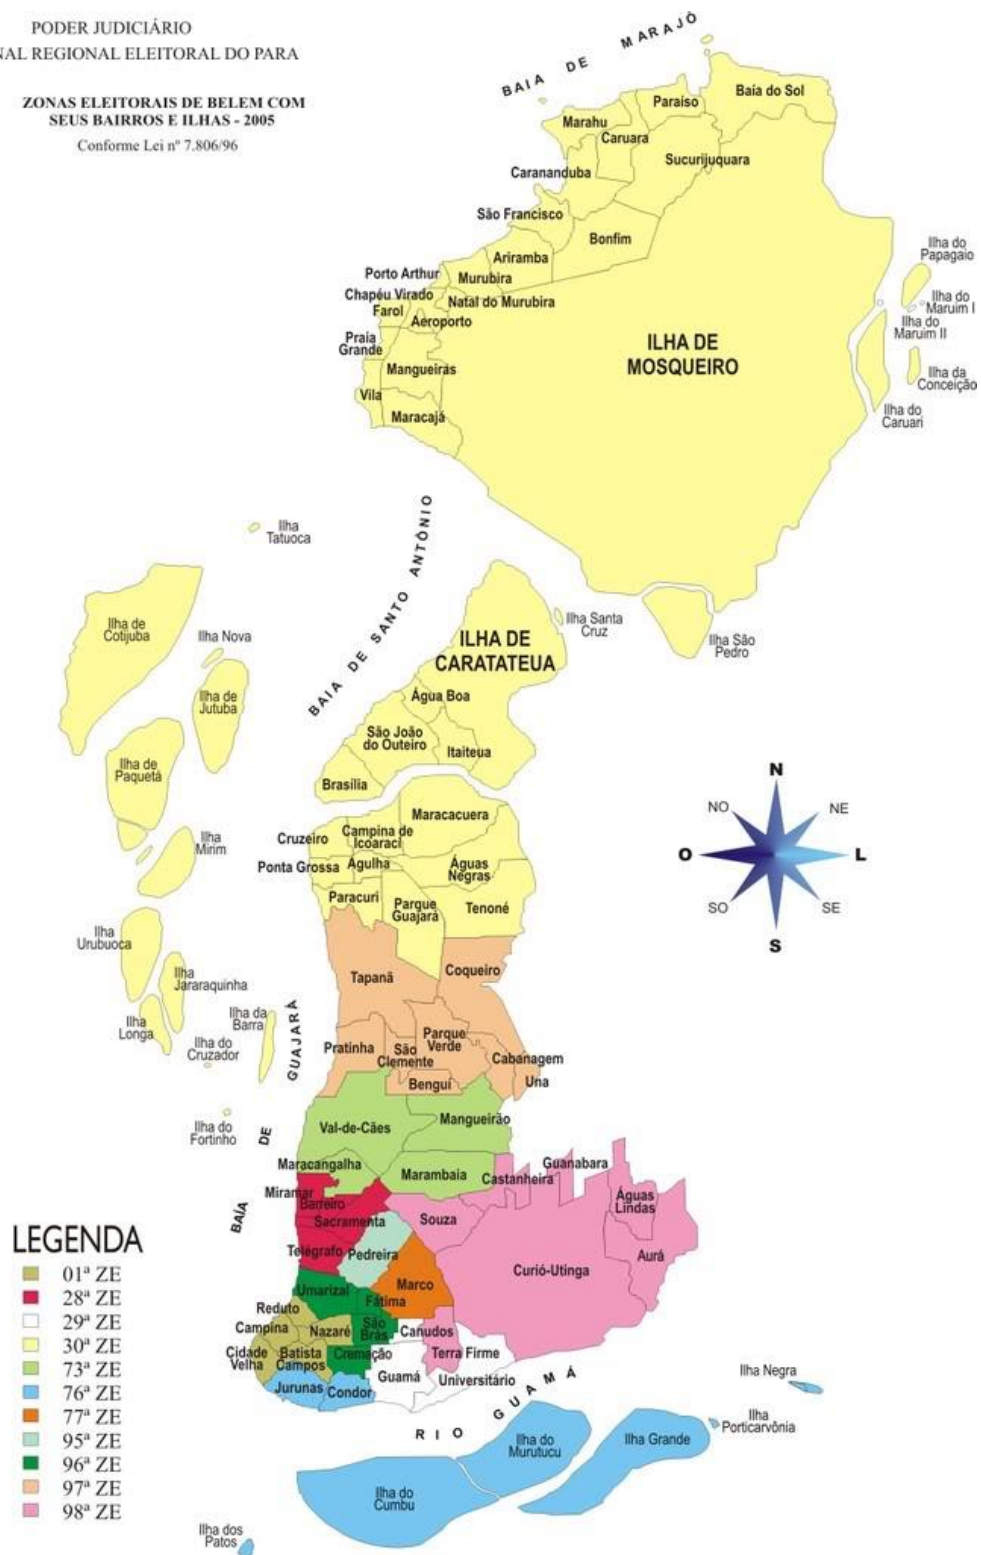 PODER JUDICIÁRIO
NAL REGIONAL ELEITORAL DO PARA
ZONAS ELEITORAIS DE BELEM COM
SEUS BAIRROS E ILHAS - 2005
Conforme Lei nº 7.806/96
BAIA DE MARAJÓ
Paraíso
Baía do Sol
Marahu
Caruara
Sucurijuquara
Carananduba
São Francisco
Bonfim
Ariramba
Porto Arthur
Murubira
Chapéu Virado
Natal do Murubira
Farol
Aeroporto
Praia
Grande
Mangueiras
Vila
Maracajá
ILHA DE
MOSQUEIRO
Ilha do
Papagaio
Ilha do
Maruim I
Ilha do
Maruim II
Ilha da
Conceição
Ilha do
Caruari
BAIA DE SANTO ANTÔNIO
Ilha
Tatuoca
Ilha de
Cotijuba
Ilha Nova
Ilha de
Jutuba
Ilha de
Paquetá
Ilha
Mirim
Ilha Santa
Cruz
Ilha São
Pedro
ILHA DE
CARATATEUA
Água Boa
São João
do Outeiro
Itaiteua
Brasília
Maracacuera
Cruzeiro
Campina de
Icoaraci
Ponta Grossa
Agulha
Águas
Negras
Paracuri
Parque
Guajará
Tenoné
N
NO
NE
O
L
SO
SE
S
Ilha
Urubuoca
Ilha
Jararaquinha
Ilha
Longa
Ilha da
Barra
Ilha do
Cruzador
Ilha do
Fortinho
BAÍA DE GUAJARÁ
Tapanã
Coqueiro
Pratinha
São
Clemente
Parque
Verde
Cabanagem
Benguí
Una
Val-de-Cães
Mangueirão
Maracangalha
Marambaia
Castanheira
Guanabara
Miramar
Barreiro
Sacramenta
Souza
Águas
Lindas
Telégrafo
Pedreira
Curió-Utinga
Aurá
Umarizal
Fátima
Marco
Reduto
Campina
Nazaré
São
Brás
Canudos
Cidade
Velha
Batista
Campos
Cremação
Terra Firme
Guamá
Universitário
Jurunas
Condor
RIO GUAMÁ
Ilha Negra
Ilha
Porticarvônia
Ilha do
Murutucu
Ilha Grande
Ilha do
Cumbu
Ilha dos
Patos
LEGENDA
01ª ZE
28ª ZE
29ª ZE
30ª ZE
73ª ZE
76ª ZE
77ª ZE
95ª ZE
96ª ZE
97ª ZE
98ª ZE